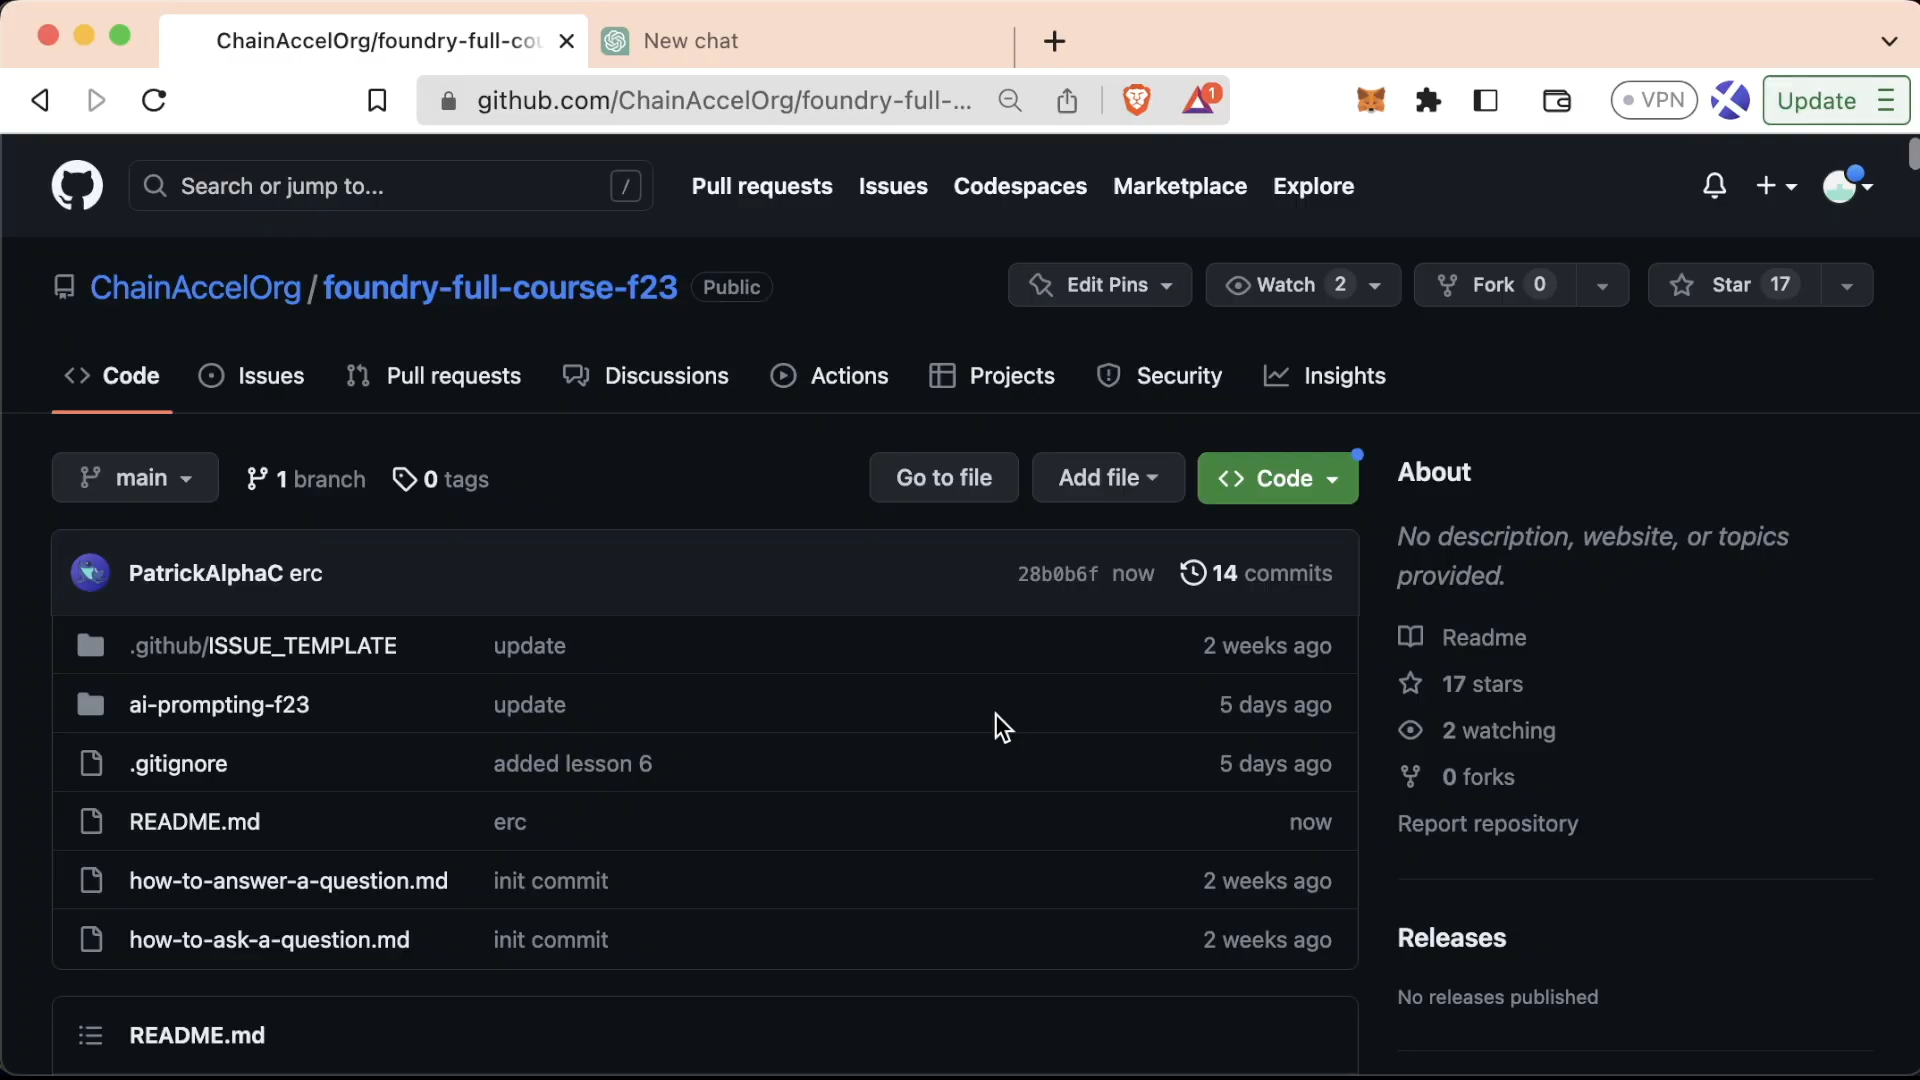 ChainAccelOrg/foundry-full-cou
New chat
github.com/ChainAccelOrg/foundry-full-...
1
VPN
Update
Search or jump to...
/
Pull requests
Issues
Codespaces
Marketplace
Explore
ChainAccelOrg / foundry-full-course-f23
Public
Edit Pins
Watch 2
Fork 0
Star 17
Code
Issues
Pull requests
Discussions
Actions
Projects
Security
Insights
main
1 branch
0 tags
Go to file
Add file
Code
About
No description, website, or topics
provided.
PatrickAlphaC erc
28b0b6f now
14 commits
.github/ISSUE_TEMPLATE
update
2 weeks ago
Readme
ai-prompting-f23
update
5 days ago
17 stars
.gitignore
added lesson 6
5 days ago
2 watching
README.md
erc
now
0 forks
Report repository
how-to-answer-a-question.md
init commit
2 weeks ago
how-to-ask-a-question.md
init commit
2 weeks ago
Releases
No releases published
README.md